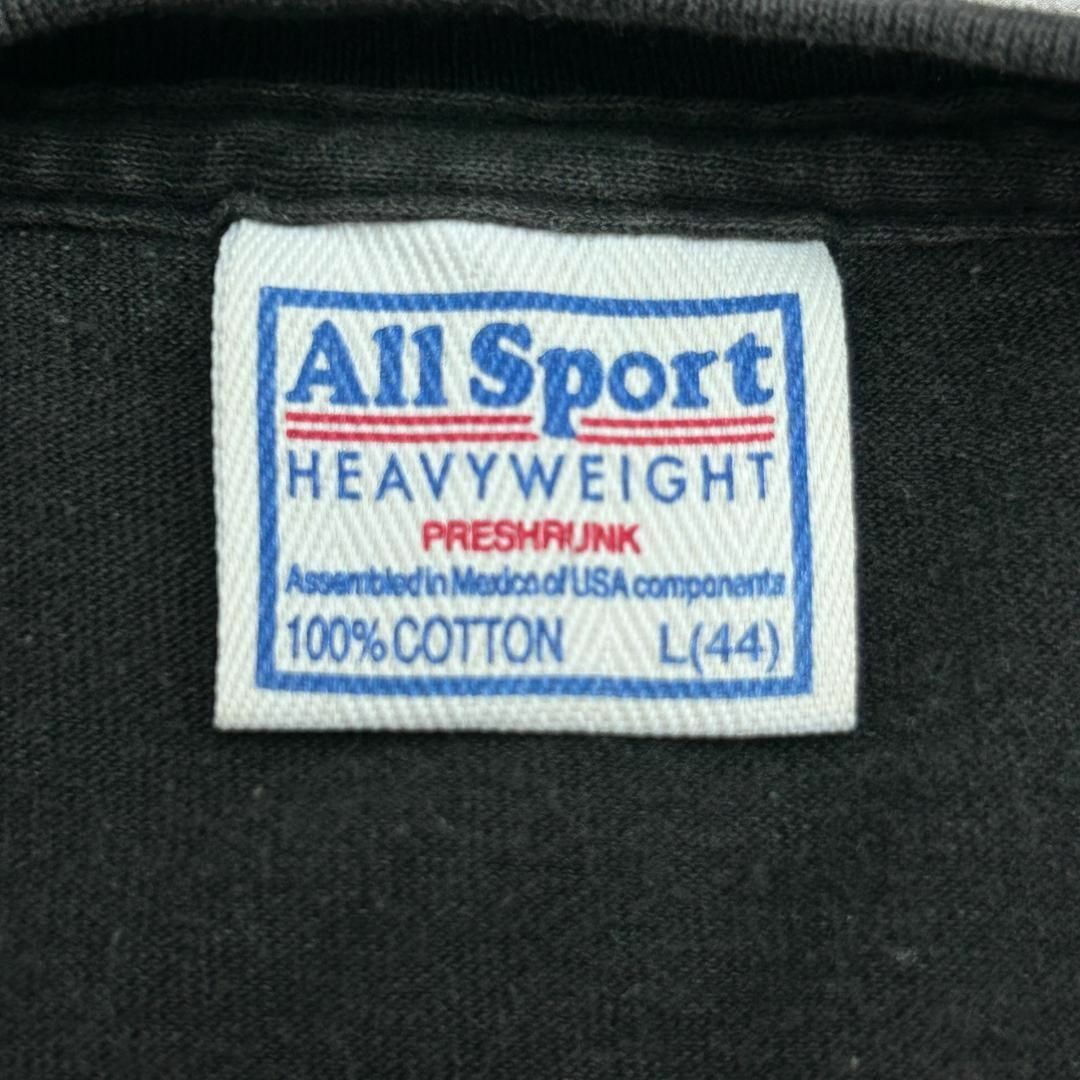 All Sport
HEAVYWEIGHT
PRESHRUNK
Assembled in Mexico of USA components
100% COTTON L(44)